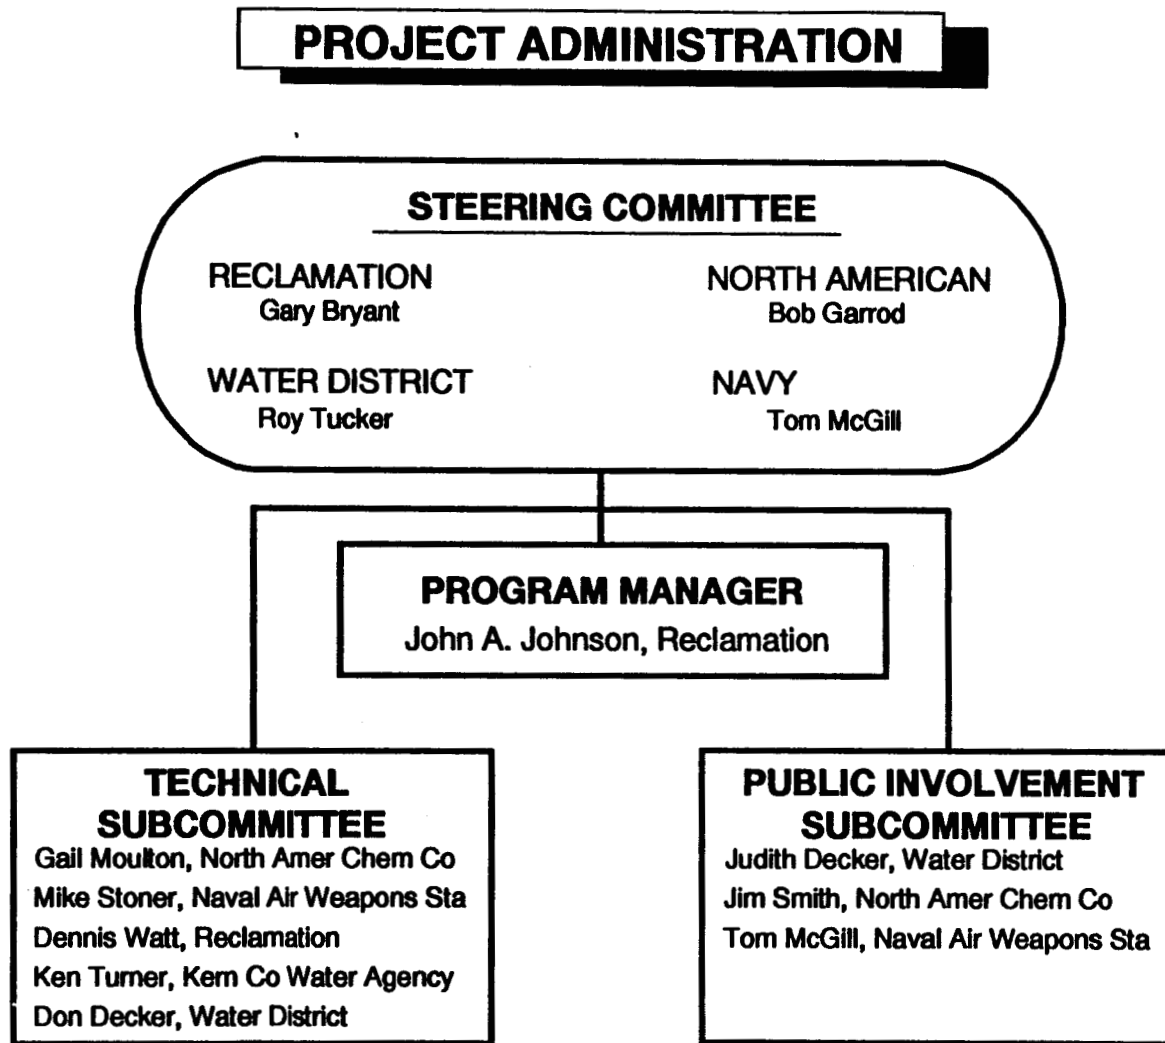 PROJECT ADMINISTRATION
STEERING COMMITTEE
RECLAMATION
Gary Bryant
NORTH AMERICAN
Bob Garrod
WATER DISTRICT
Roy Tucker
NAVY
Tom McGill
PROGRAM MANAGER
John A. Johnson, Reclamation
TECHNICAL
SUBCOMMITTEE
Gail Moulton, North Amer Chem Co
Mike Stoner, Naval Air Weapons Sta
Dennis Watt, Reclamation
Ken Turner, Kern Co Water Agency
Don Decker, Water District
PUBLIC INVOLVEMENT
SUBCOMMITTEE
Judith Decker, Water District
Jim Smith, North Amer Chem Co
Tom McGill, Naval Air Weapons Sta